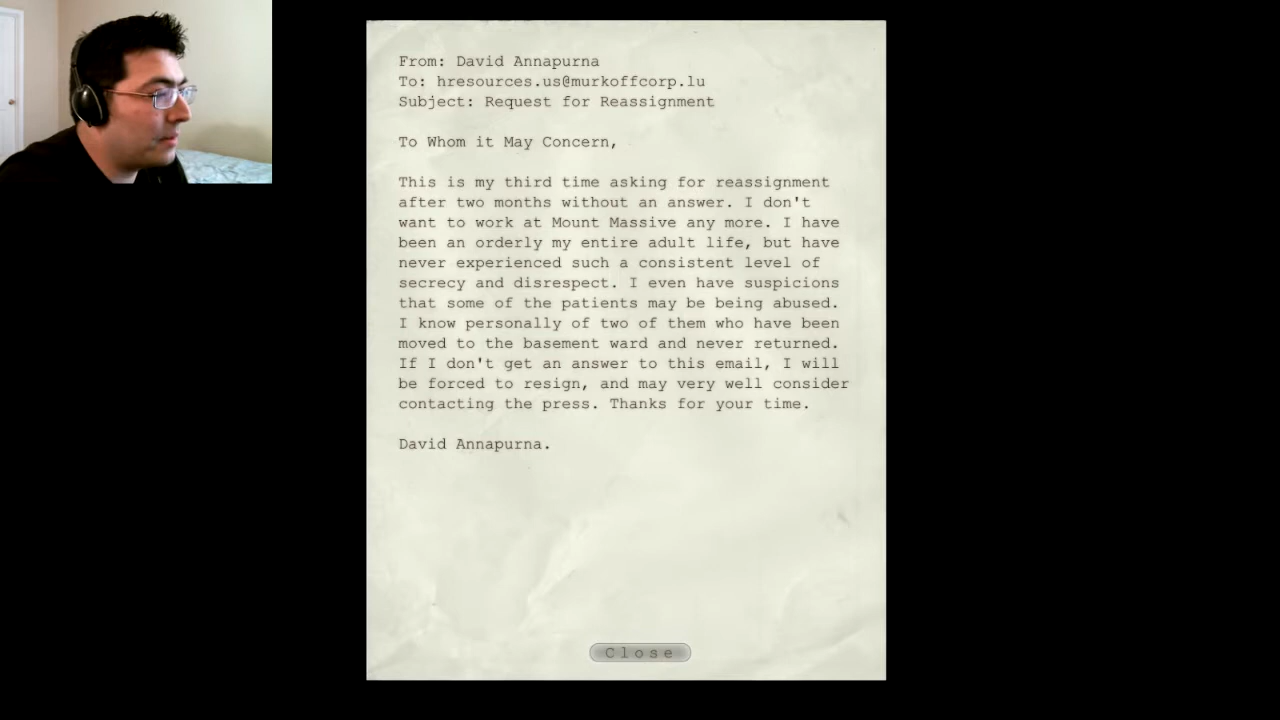 From: David Annapurna
To: hresources.us@murkoffcorp.lu
Subject: Request for Reassignment
To Whom it May Concern,
This is my third time asking for reassignment
after two months without an answer. I don't
want to work at Mount Massive any more. I have
been an orderly my entire adult life, but have
never experienced such a consistent level of
secrecy and disrespect. I even have suspicions
that some of the patients may be being abused.
I know personally of two of them who have been
moved to the basement ward and never returned.
If I don't get an answer to this email, I will
be forced to resign, and may very well consider
contacting the press. Thanks for your time.
David Annapurna.
Close